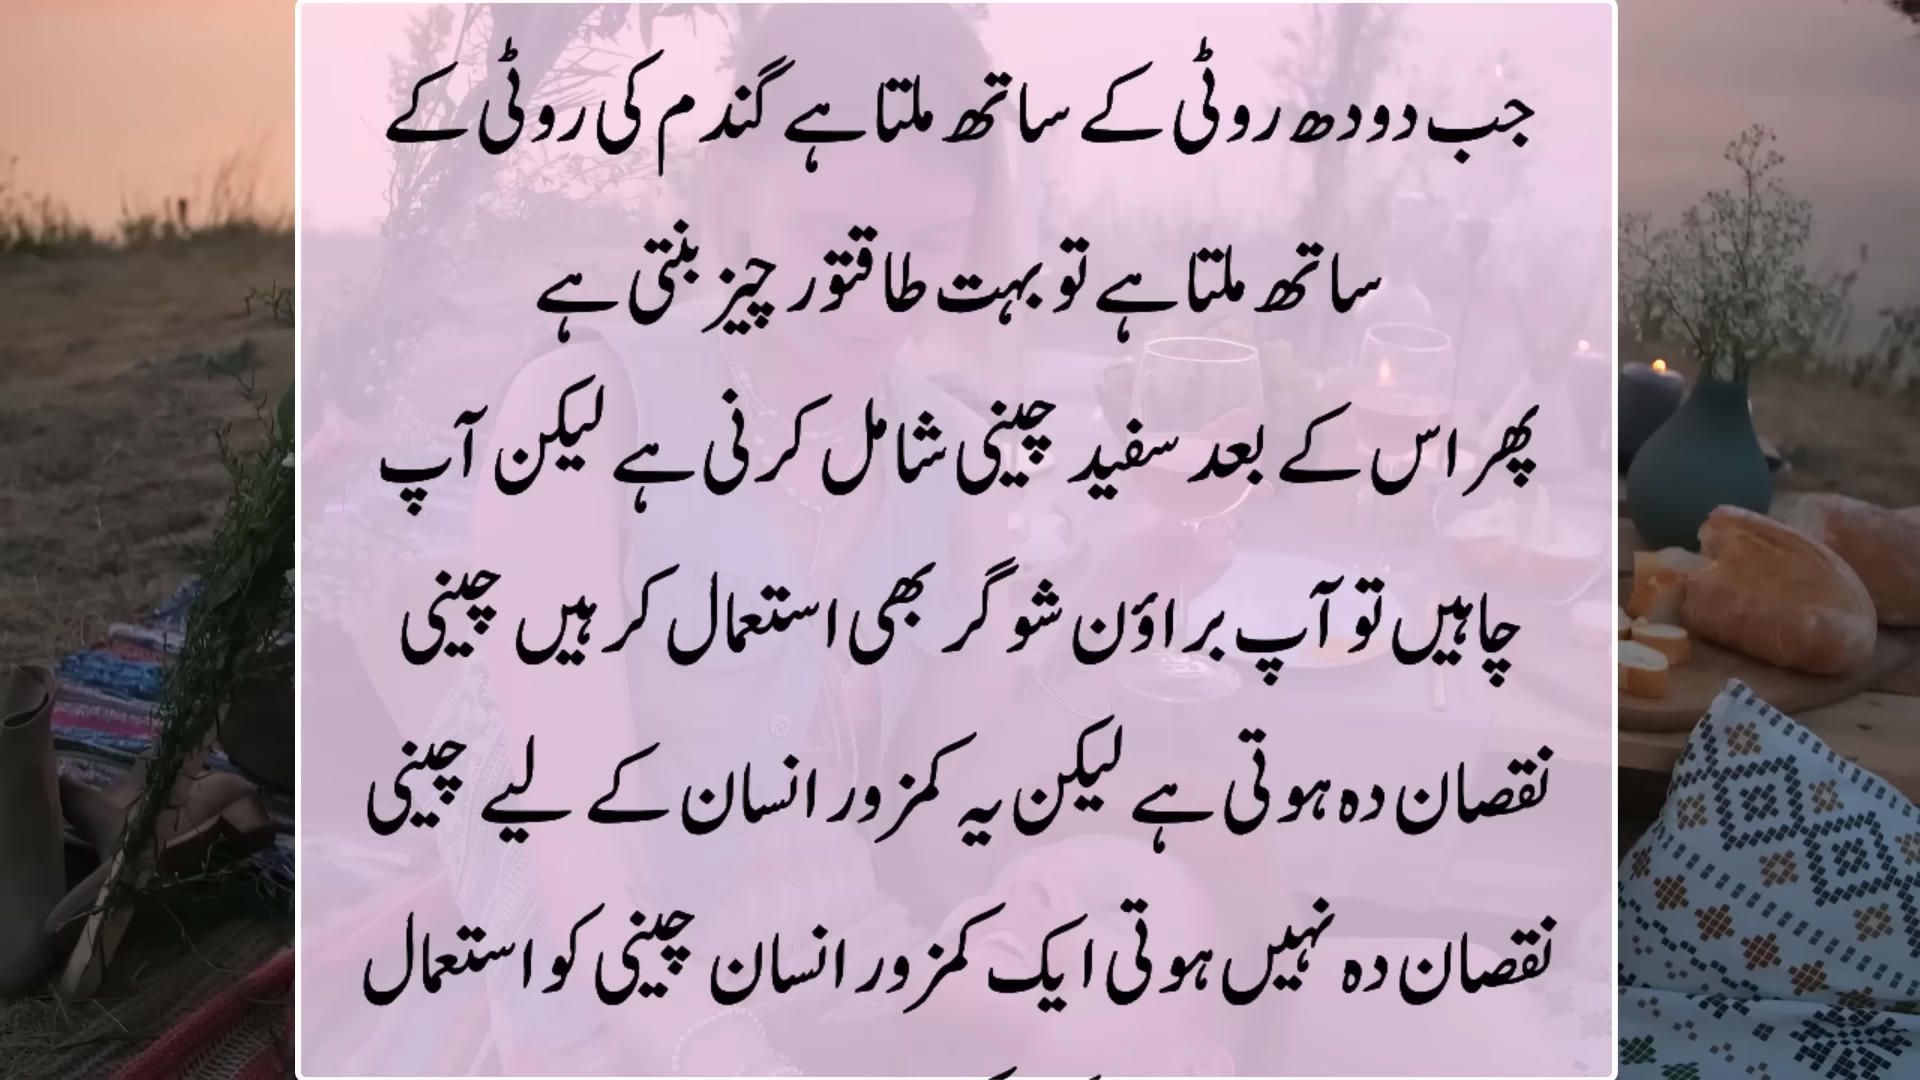 جب دودھ روٹی کے ساتھ ملتا ہے گندم کی روٹی کے
ساتھ ملتا ہے تو بہت طاقتور چیز بنتی ہے
پھر اس کے بعد سفید چینی شامل کرنی ہے لیکن آپ
چاہیں تو آپ براؤن شوگر بھی استعمال کر ہیں چینی
نقصان دہ ہوتی ہے لیکن یہ کمزور انسان کے لیے چینی
نقصان دہ نہیں ہوتی ایک کمزور انسان چینی کو استعمال